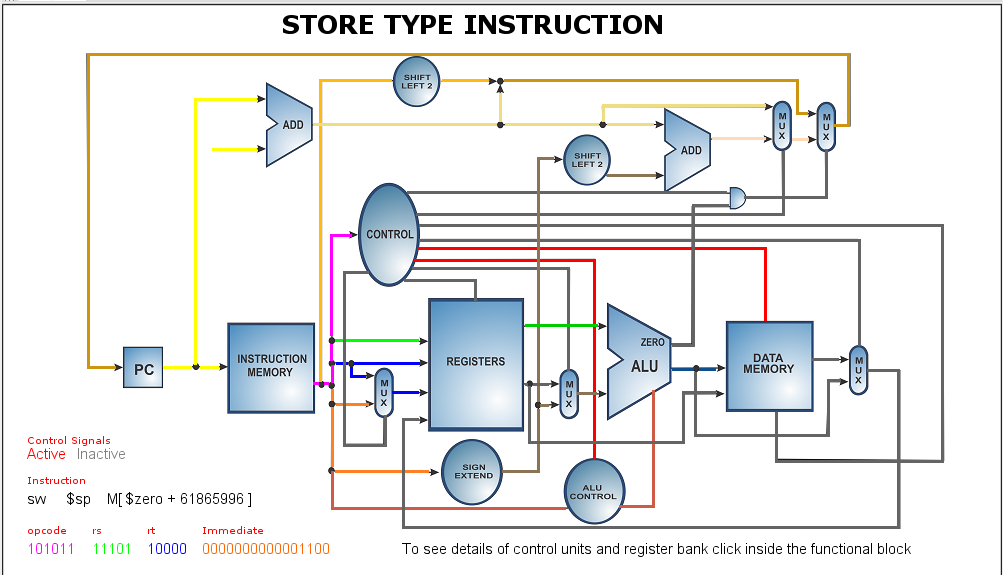 STORE TYPE INSTRUCTION
SHIFT
LEFT 2
ADD
MUX
MUX
SHIFT
LEFT 2
ADD
CONTROL
INSTRUCTION
MEMORY
PC
REGISTERS
MUX
MUX
ZERO
ALU
DATA
MEMORY
MUX
SIGN
EXTEND
ALU
CONTROL
Control Signals
Active Inactive
Instruction
sw $sp M[ $zero + 61865996 ]
opcode rs rt Immediate
101011 11101 10000 0000000000001100
To see details of control units and register bank click inside the functional block